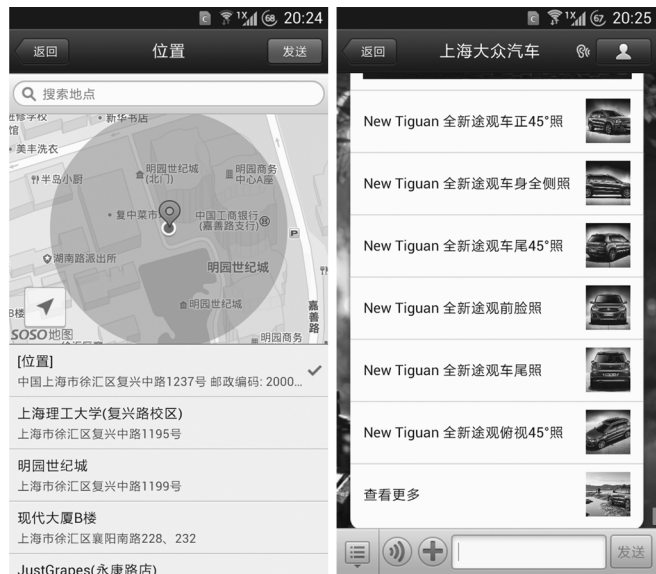 1X 68 20:24
返回 位置 发送
搜索地点
新华书店
馆
美丰洗衣
半岛小厨
明园世纪城
(北门)
明园商务
中心A座
复中菜市
中国工商银行
(嘉善路支行)
P
湖南路派出所
明园世纪城
明园世纪城
B楼
嘉善路
SOSO地图
明园商务
[位置]
中国上海市徐汇区复兴中路1237号 邮政编码: 2000...
上海理工大学(复兴路校区)
上海市徐汇区复兴中路1195号
明园世纪城
上海市徐汇区复兴中路1199号
现代大厦B楼
上海市徐汇区襄阳南路228、232
JustGrapes(永康路店)
1X 67 20:25
返回 上海大众汽车
New Tiguan 全新途观车正45°照
New Tiguan 全新途观车身全侧照
New Tiguan 全新途观车尾45°照
New Tiguan 全新途观前脸照
New Tiguan 全新途观车尾照
New Tiguan 全新途观俯视45°照
查看更多
发送